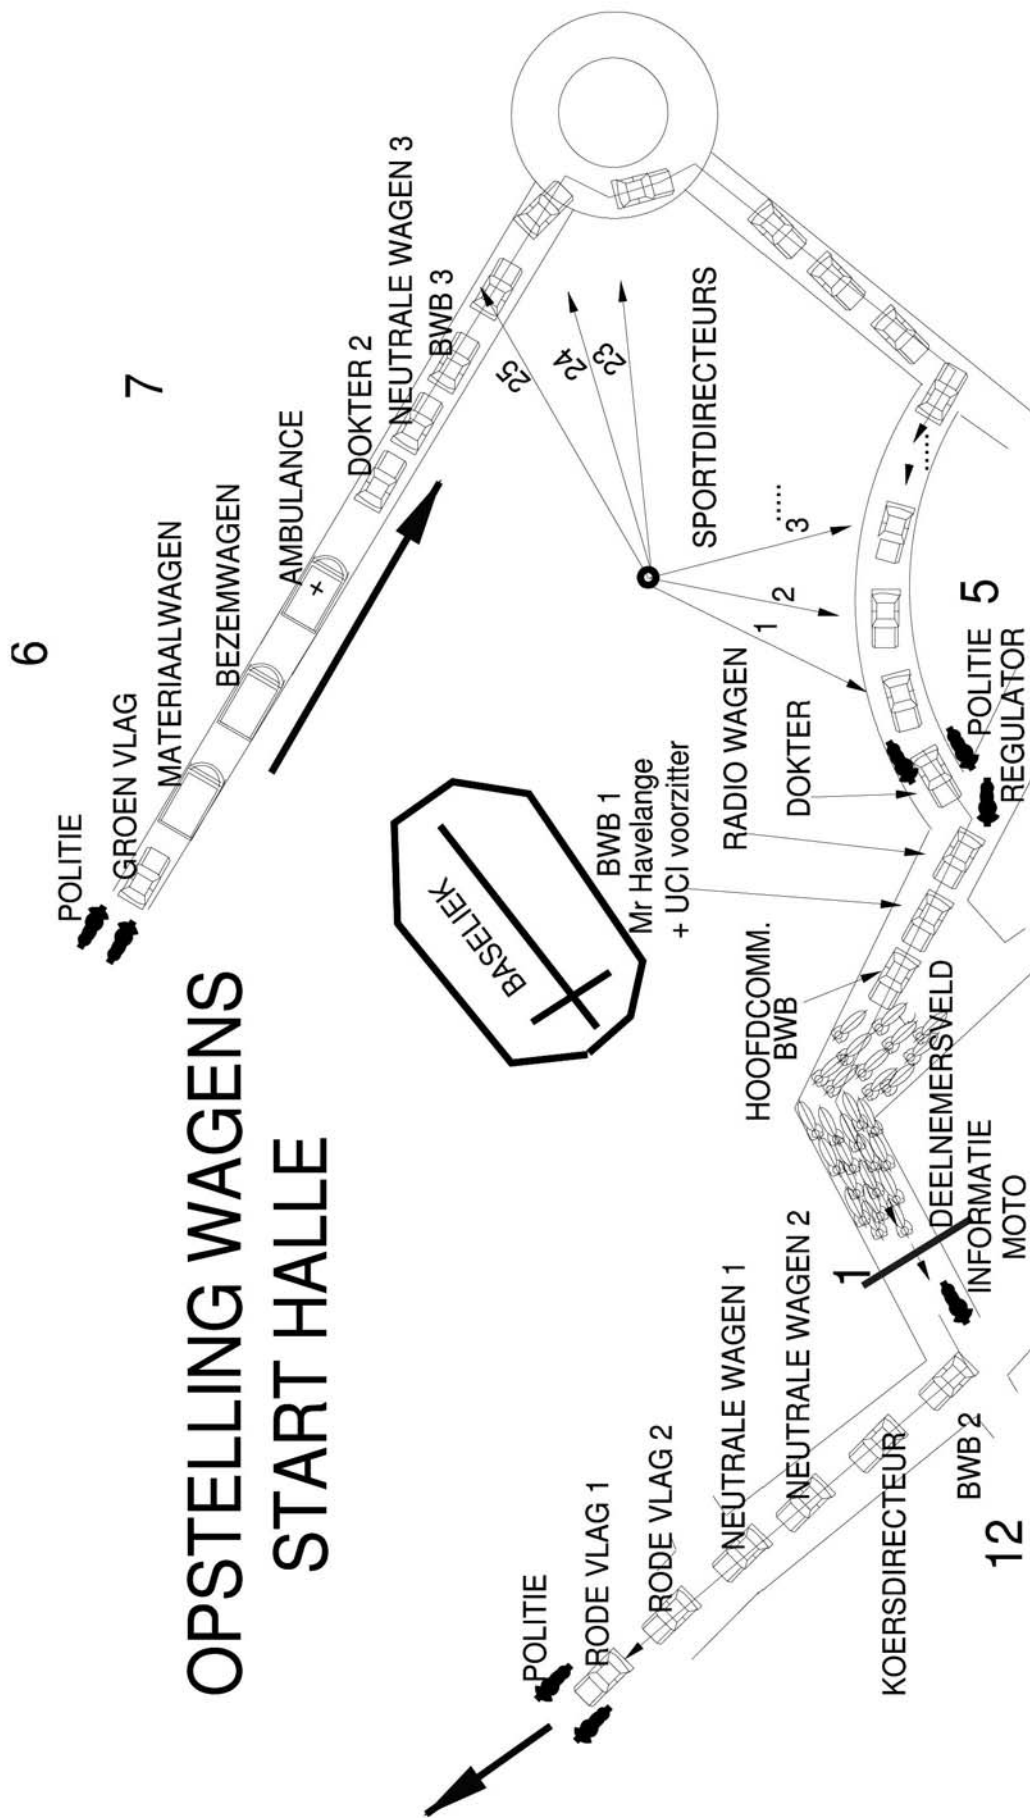 OPSTELLING WAGENS
START HALLE
6
7
POLITIE
GROEN VLAG
MATERIAALWAGEN
BEZEMWAGEN
AMBULANCE
DOKTER 2
NEUTRALE WAGEN 3
BWB 3
25
24
23
SPORTDIRECTEURS
1
2
3
.....
.....
BASELIEK
BWB 1
Mr Havelange
+ UCI voorzitter
RADIO WAGEN
DOKTER
HOOFDCOMM.
BWB
POLITIE
REGULATOR
5
DEELNEMERSVELD
INFORMATIE
MOTO
1
POLITIE
RODE VLAG 1
RODE VLAG 2
NEUTRALE WAGEN 1
NEUTRALE WAGEN 2
KOERSDIRECTEUR
BWB 2
12